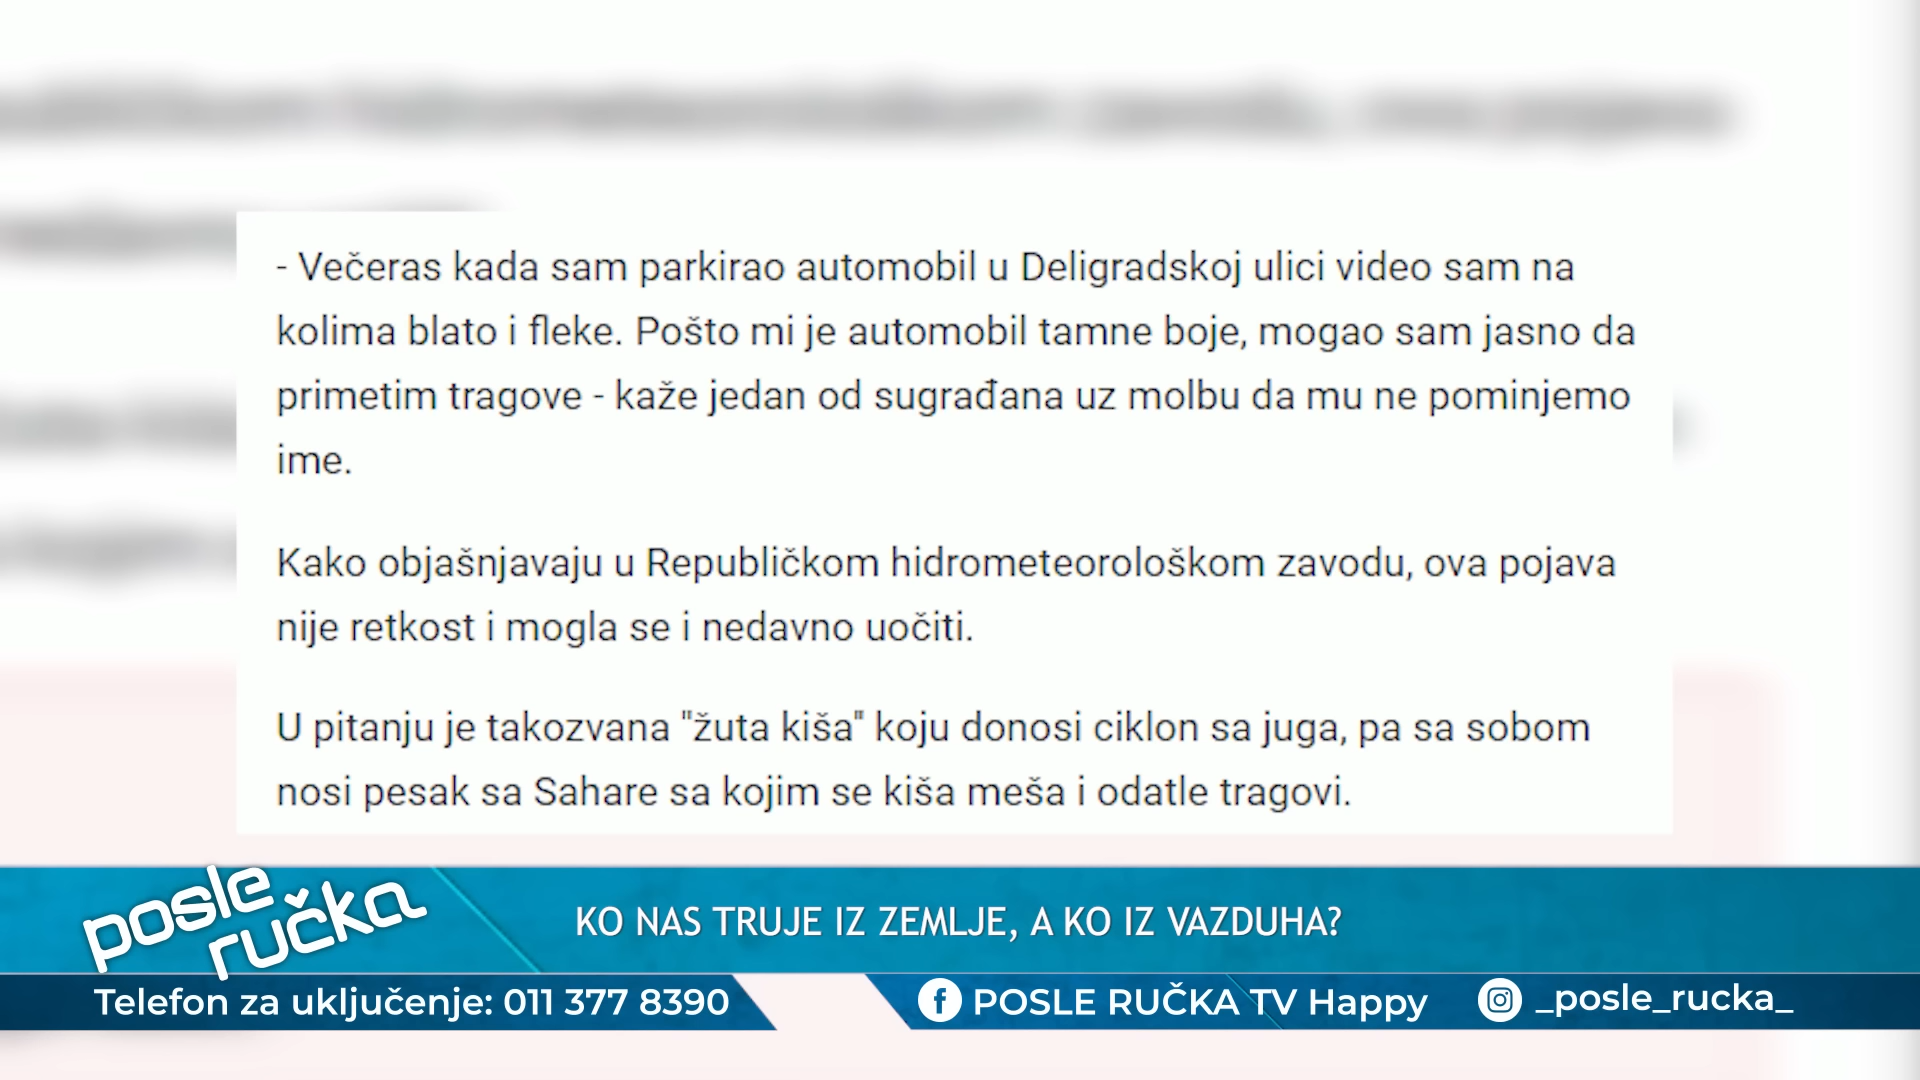 - Večeras kada sam parkirao automobil u Deligradskoj ulici video sam na
kolima blato i fleke. Pošto mi je automobil tamne boje, mogao sam jasno da
primetim tragove - kaže jedan od sugrađana uz molbu da mu ne pominjemo
ime.
Kako objašnjavaju u Republičkom hidrometeorološkom zavodu, ova pojava
nije retkost i mogla se i nedavno uočiti.
U pitanju je takozvana "žuta kiša" koju donosi ciklon sa juga, pa sa sobom
nosi pesak sa Sahare sa kojim se kiša meša i odatle tragovi.
posle
ručka
KO NAS TRUJE IZ ZEMLJE, A KO IZ VAZDUHA?
Telefon za uključenje: 011 377 8390
POSLE RUČKA TV Happy
_posle_rucka_